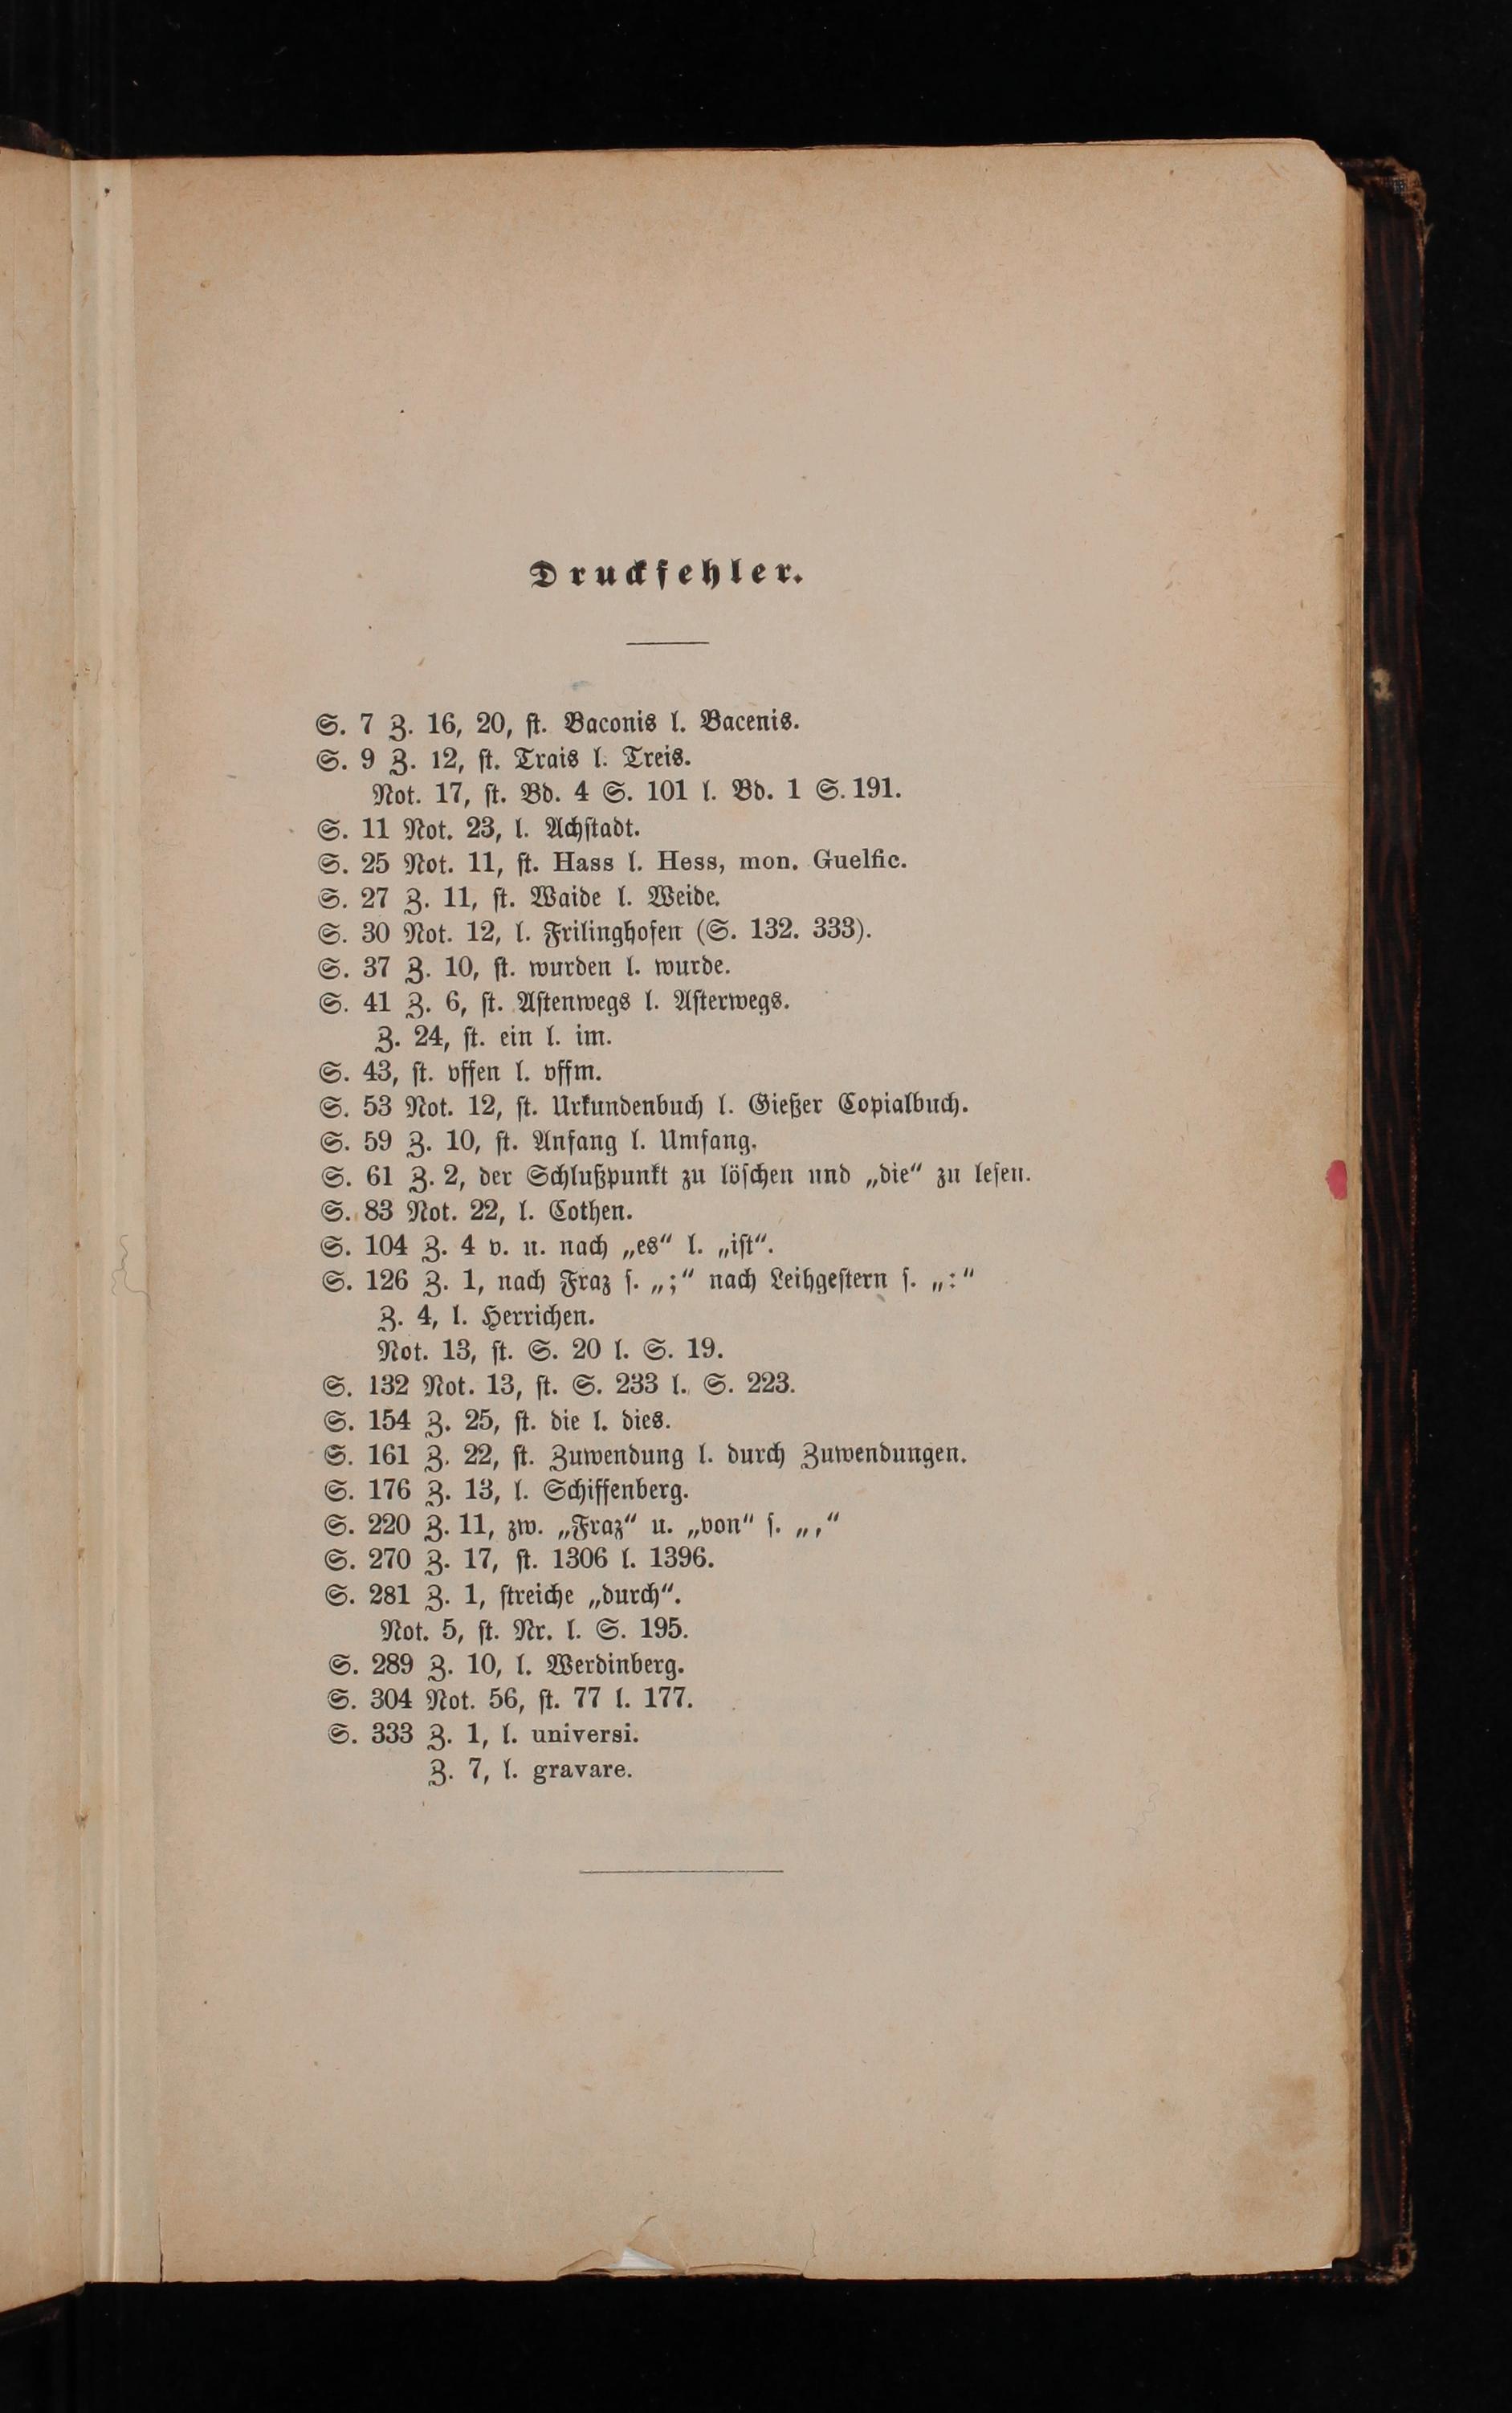 Druckfehler.
S. 7 Z. 16, 20, ſt. Baconis l. Bacenis.
S. 9 Z. 12, ſt. Trais l. Treis.
Not. 17, ſt. Bd. 4 S. 101 l. Bd. 1 S. 191.
S. 11 Not. 23, l. Achſtadt.
S. 25 Not. 11, ſt. Hass l. Hess, mon. Guelfic.
S. 27 Z. 11, ſt. Waide l. Weide.
S. 30 Not. 12, l. Frilinghofen (S. 132. 333).
S. 37 Z. 10, ſt. wurden l. wurde.
S. 41 Z. 6, ſt. Aſtenwegs l. Aſterwegs.
Z. 24, ſt. ein l. im.
S. 43, ſt. vffen l. vffm.
S. 53 Not. 12, ſt. Urkundenbuch l. Gießer Copialbuch.
S. 59 Z. 10, ſt. Anfang l. Umfang.
S. 61 Z. 2, der Schlußpunkt zu löſchen und „die“ zu leſen.
S. 83 Not. 22, l. Cothen.
S. 104 Z. 4 v. u. nach „es“ l. „iſt“.
S. 126 Z. 1, nach Fraz ſ. „;“ nach Leihgeſtern ſ. „:“
Z. 4, l. Herrichen.
Not. 13, ſt. S. 20 l. S. 19.
S. 132 Not. 13, ſt. S. 233 l. S. 223.
S. 154 Z. 25, ſt. die l. dies.
S. 161 Z. 22, ſt. Zuwendung l. durch Zuwendungen.
S. 176 Z. 13, l. Schiffenberg.
S. 220 Z. 11, zw. „Fraz“ u. „von“ ſ. „,“
S. 270 Z. 17, ſt. 1306 l. 1396.
S. 281 Z. 1, ſtreiche „durch“.
Not. 5, ſt. Nr. l. S. 195.
S. 289 Z. 10, l. Werdinberg.
S. 304 Not. 56, ſt. 77 l. 177.
S. 333 Z. 1, l. universi.
Z. 7, l. gravare.